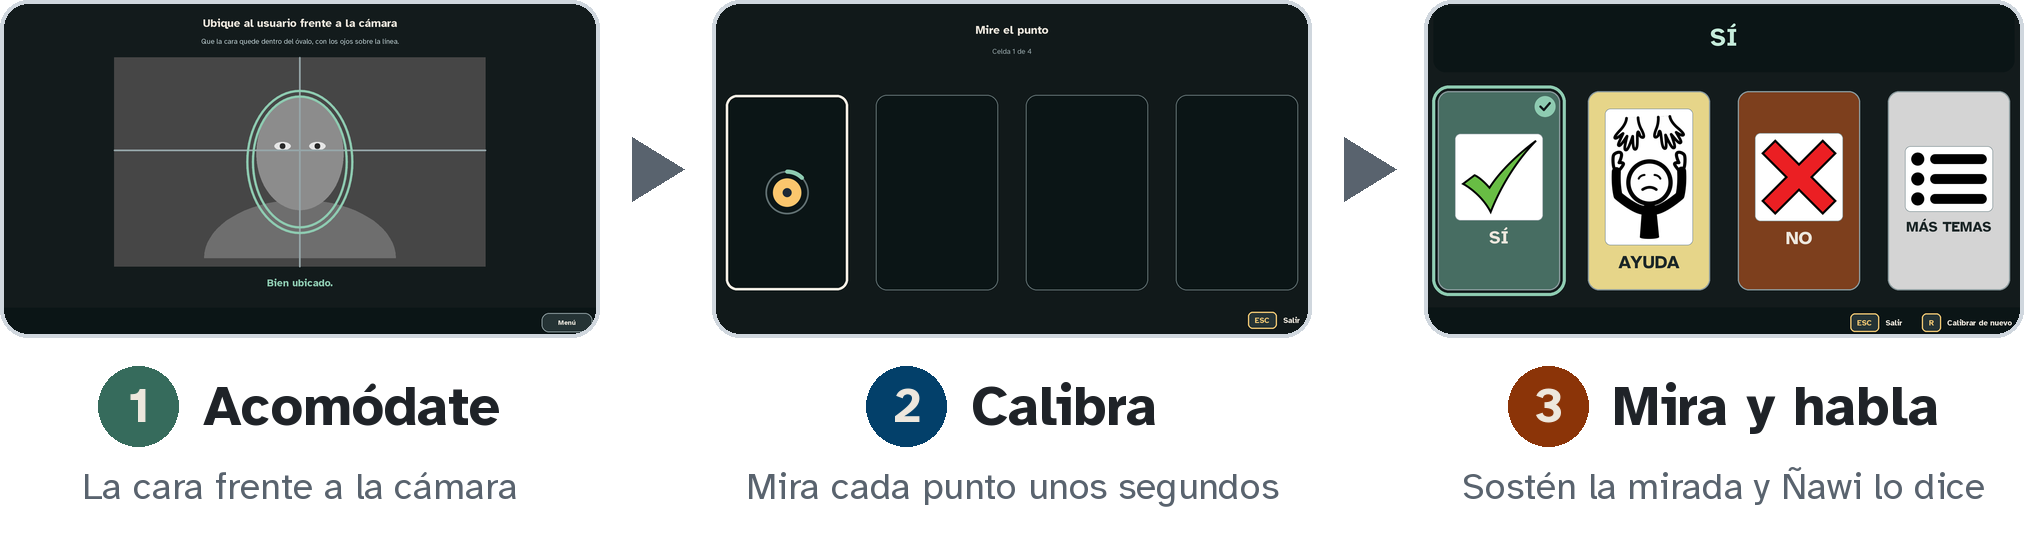 Ubique al usuario frente a la cámara
Que la cara quede dentro del óvalo, con los ojos sobre la línea.
Bien ubicado.
Menú
1 Acomódate
La cara frente a la cámara
Mire el punto
Celda 1 de 4
ESC Salir
2 Calibra
Mira cada punto unos segundos
SÍ
SÍ
AYUDA
NO
MÁS TEMAS
ESC Salir R Calibrar de nuevo
3 Mira y habla
Sostén la mirada y Ñawi lo dice